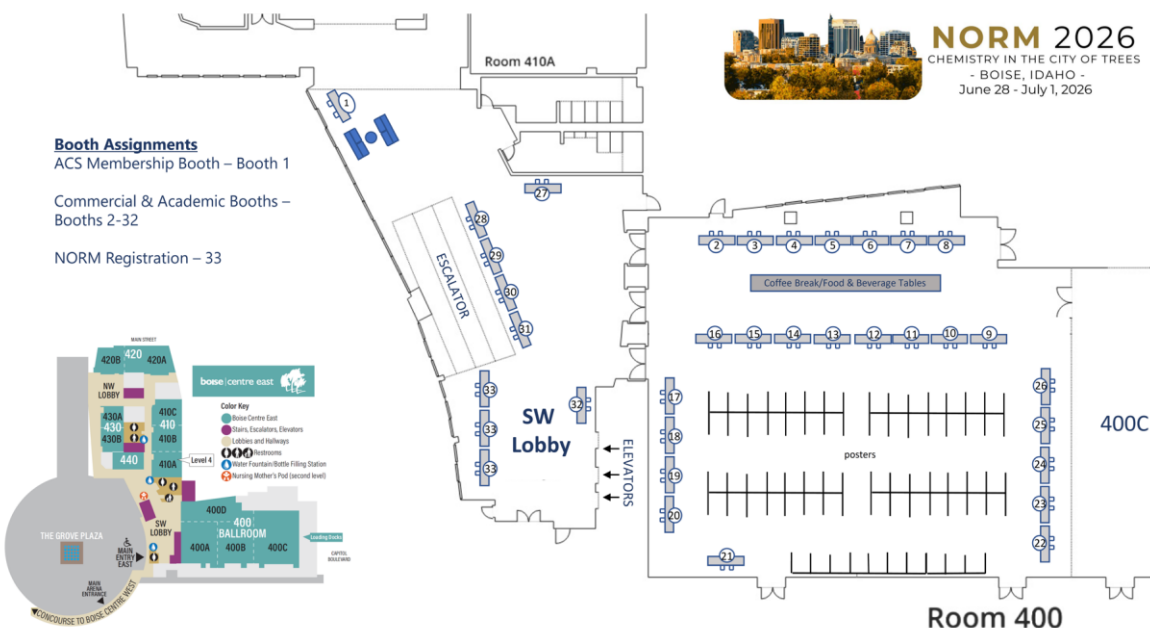 Room 410A
NORM 2026
CHEMISTRY IN THE CITY OF TREES
- BOISE, IDAHO -
June 28 - July 1, 2026
Booth Assignments
ACS Membership Booth – Booth 1
Commercial & Academic Booths –
Booths 2-32
NORM Registration – 33
1
27
28
29
30
31
ESCALATOR
33
33
33
32
SW
Lobby
ELEVATORS
2 3 4 5 6 7 8
Coffee Break/Food & Beverage Tables
16 15 14 13 12 11 10 9
17
18
19
20
21
26
25
24
23
22
posters
400C
Room 400
MAIN STREET
420B 420 420A
NW
LOBBY
430A
430
430B
440
410C
410
410B
410A
Level 4
SW
LOBBY
400D
400
BALLROOM
400A 400B 400C
Loading Docks
CAPITOL
BOULEVARD
THE GROVE PLAZA
MAIN
ENTRY
EAST
MAIN
ARENA
ENTRANCE
CONCOURSE TO BOISE CENTRE WEST
boise|centre east
Color Key
Boise Centre East
Stairs, Escalators, Elevators
Lobbies and Hallways
Restrooms
Water Fountain/Bottle Filling Station
Nursing Mother's Pod (second level)